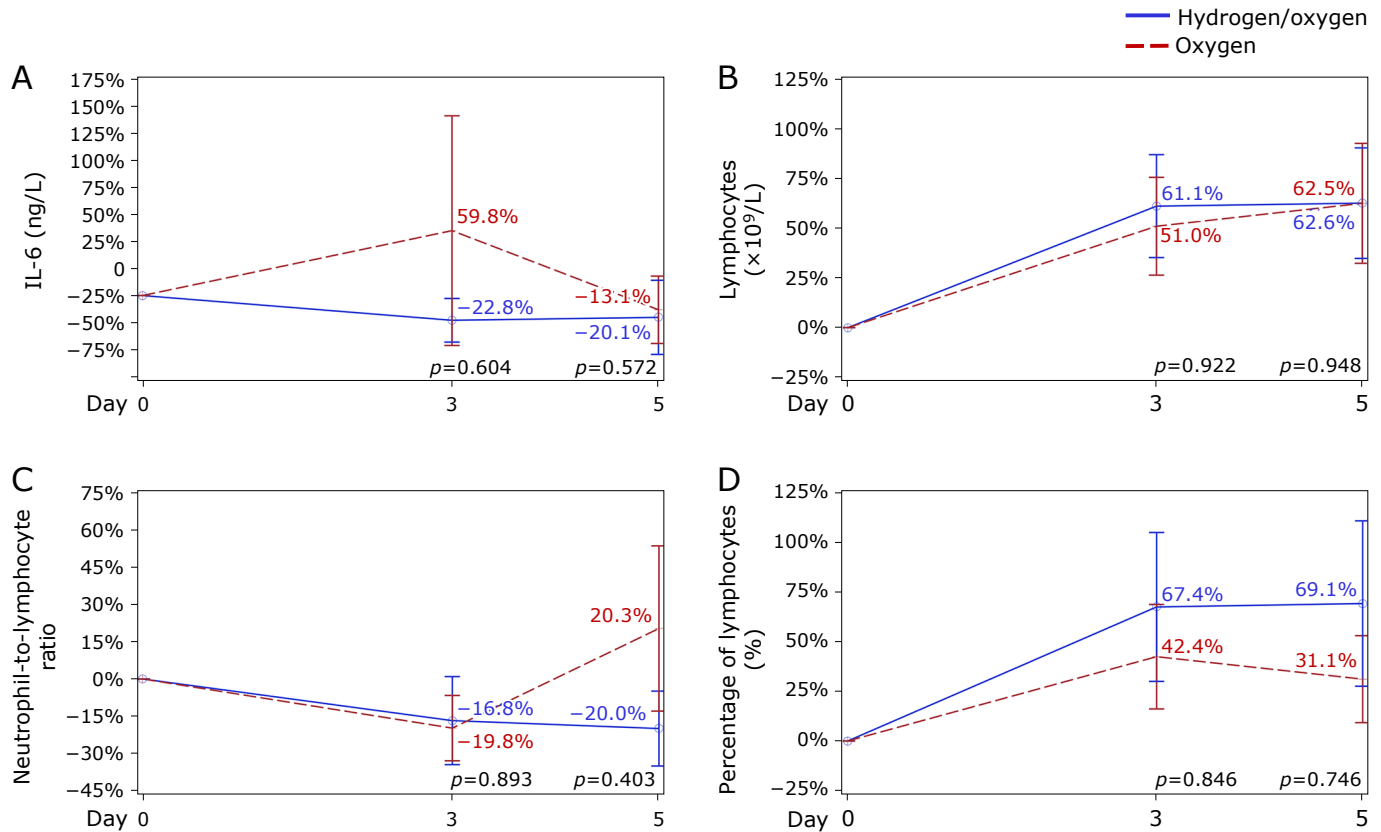 Hydrogen/oxygen
Oxygen
A
175%
150%
125%
100%
75%
50%
25%
0
−25%
−50%
−75%
IL-6 (ng/L)
59.8%
−22.8%
−13.1%
−20.1%
p=0.604
p=0.572
Day 0 3 5
B
125%
100%
75%
50%
25%
0%
−25%
Lymphocytes
(×10⁹/L)
61.1%
51.0%
62.5%
62.6%
p=0.922
p=0.948
Day 0 3 5
C
75%
60%
45%
30%
15%
0%
−15%
−30%
−45%
Neutrophil-to-lymphocyte
ratio
−16.8%
−19.8%
20.3%
−20.0%
p=0.893
p=0.403
Day 0 3 5
D
125%
100%
75%
50%
25%
0%
−25%
Percentage of lymphocytes
(%)
67.4%
42.4%
69.1%
31.1%
p=0.846
p=0.746
Day 0 3 5